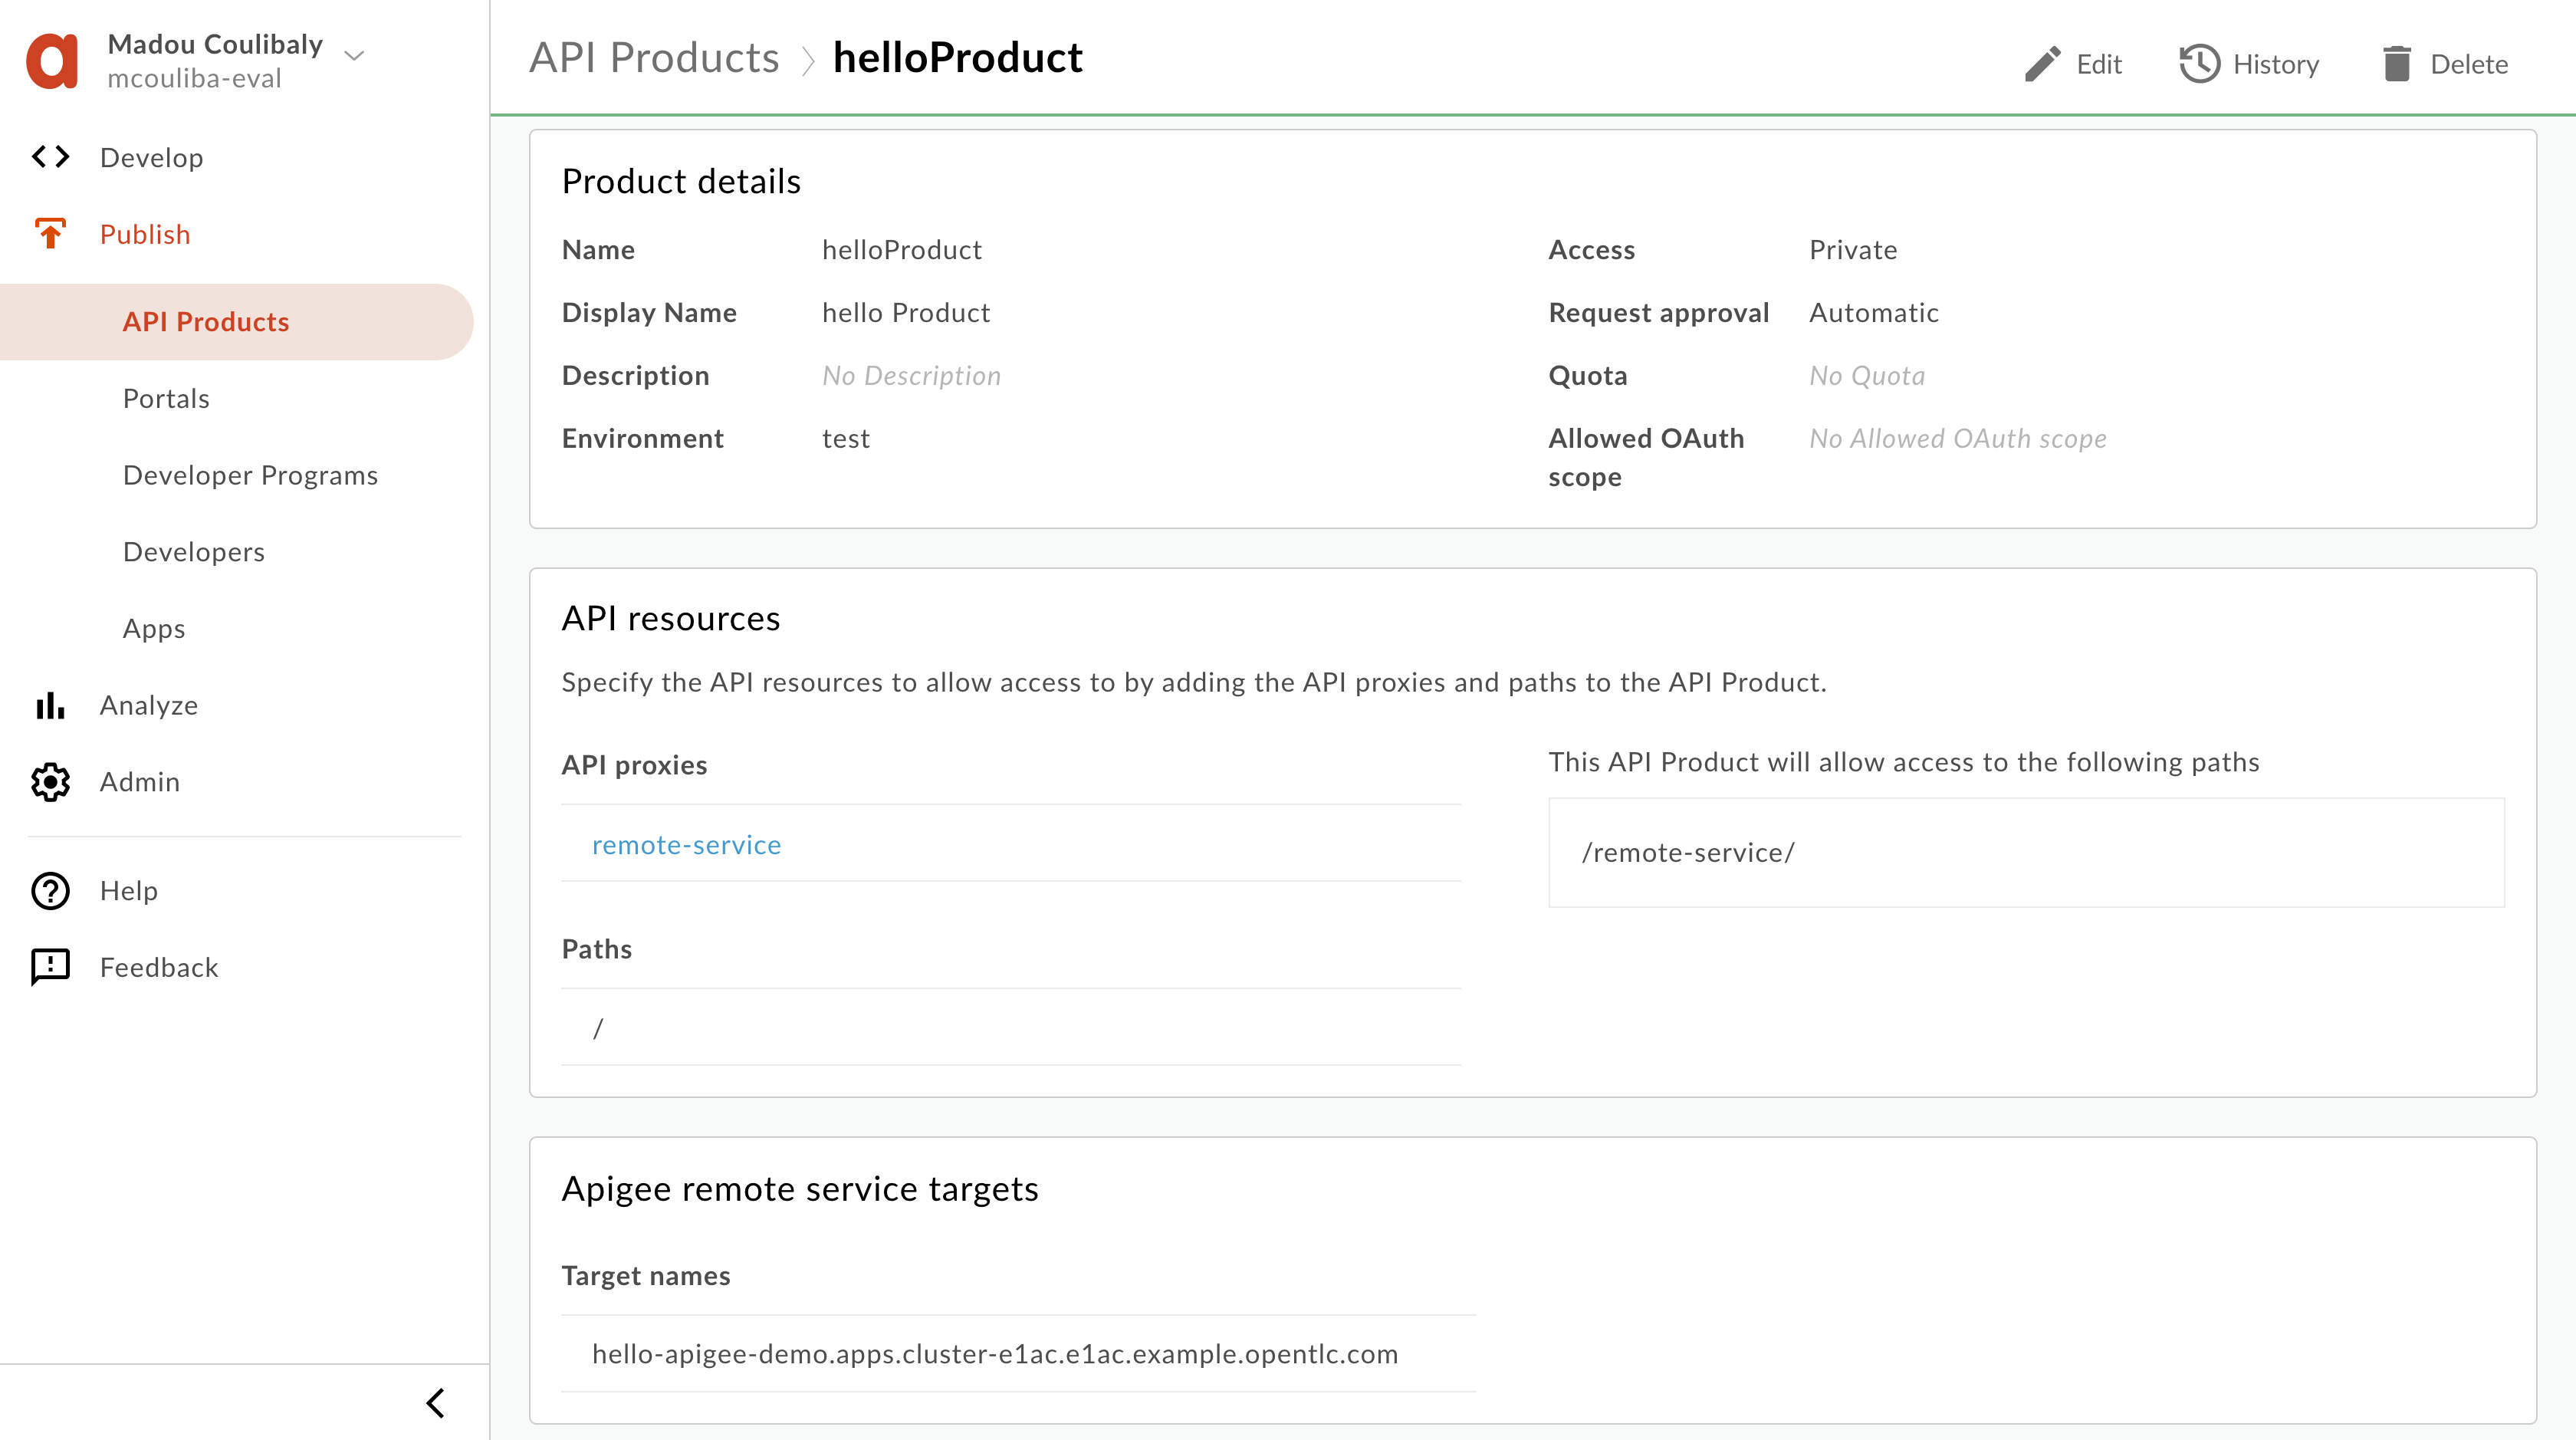 Madou Coulibaly
mcouliba-eval
Develop
Publish
API Products
Portals
Developer Programs
Developers
Apps
Analyze
Admin
Help
Feedback
API Products > helloProduct
Edit
History
Delete
Product details
Name helloProduct
Display Name hello Product
Description No Description
Environment test
Access Private
Request approval Automatic
Quota No Quota
Allowed OAuth No Allowed OAuth scope
scope
API resources
Specify the API resources to allow access to by adding the API proxies and paths to the API Product.
API proxies
remote-service
Paths
/
This API Product will allow access to the following paths
/remote-service/
Apigee remote service targets
Target names
hello-apigee-demo.apps.cluster-e1ac.e1ac.example.opentlc.com